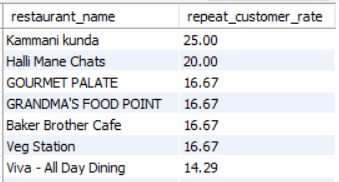 restaurant_name repeat_customer_rate
Kammani kunda 25.00
Halli Mane Chats 20.00
GOURMET PALATE 16.67
GRANDMA'S FOOD POINT 16.67
Baker Brother Cafe 16.67
Veg Station 16.67
Viva - All Day Dining 14.29